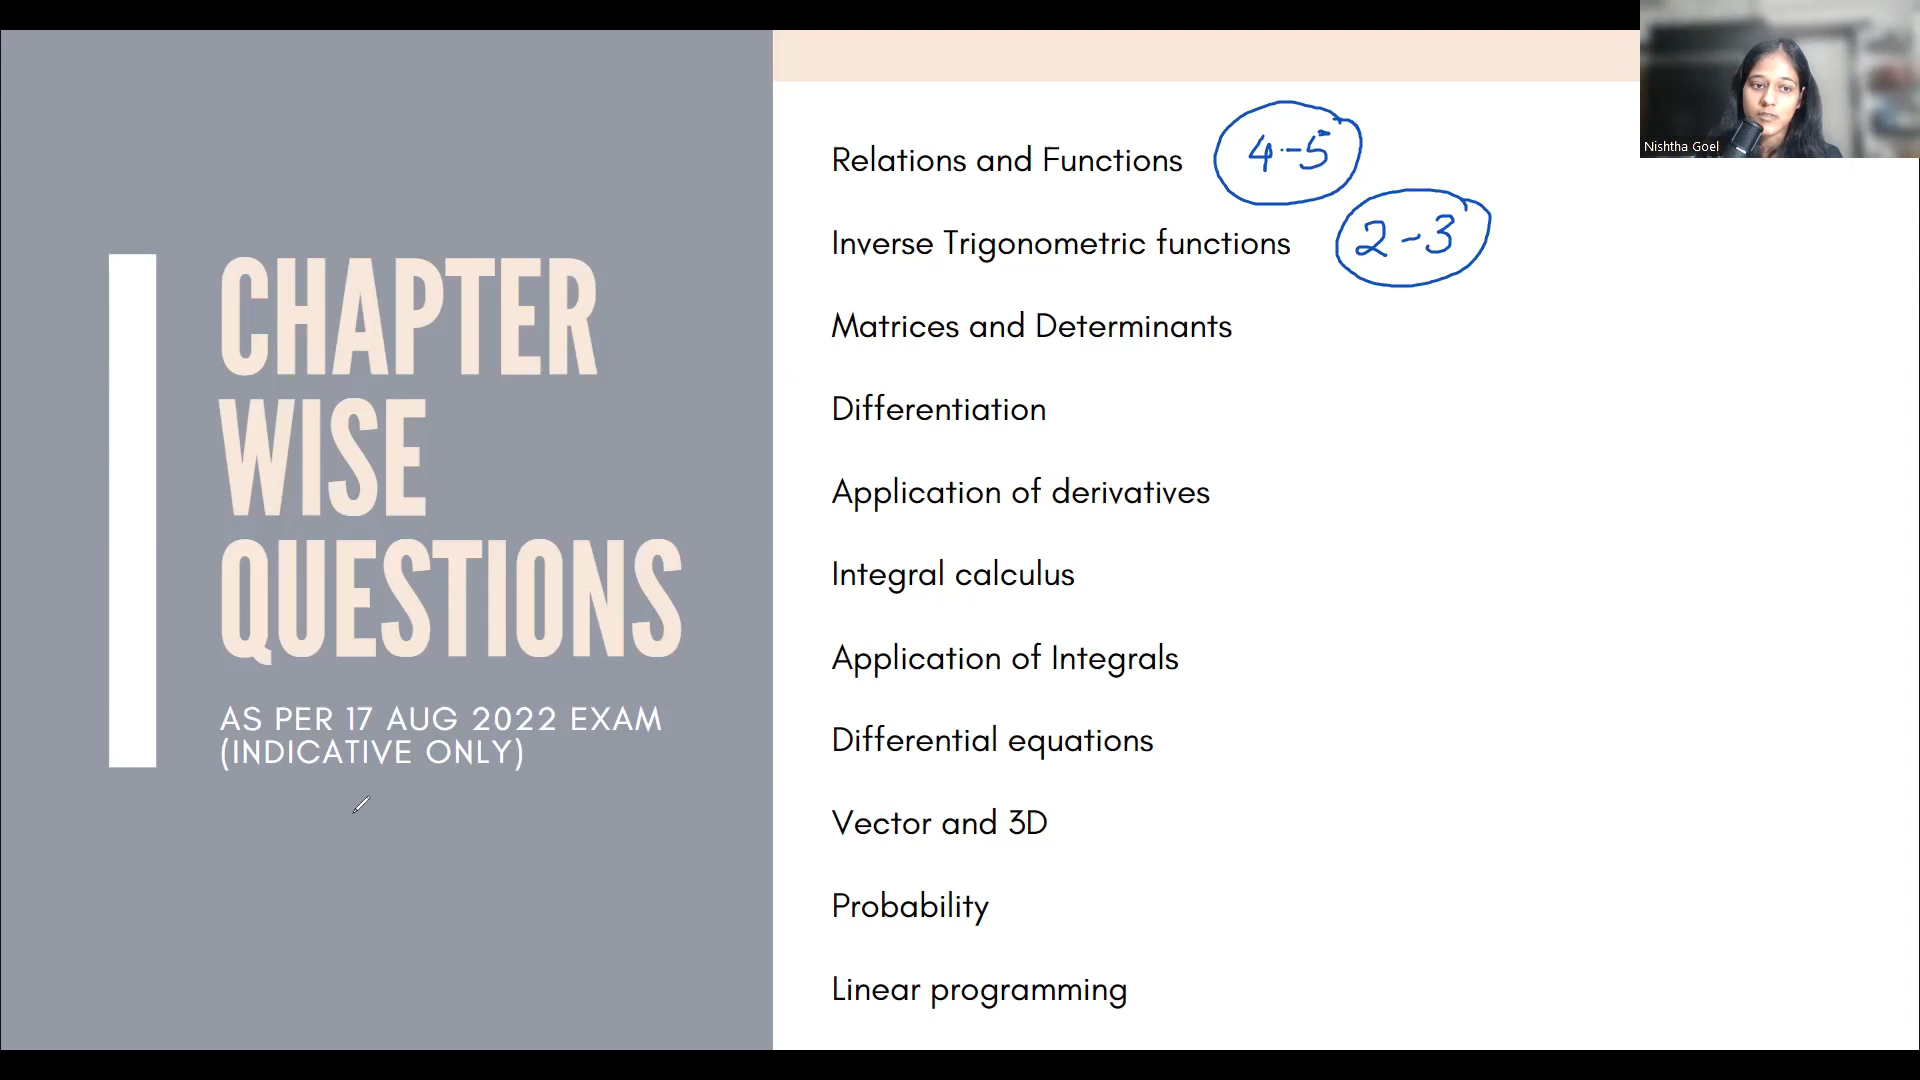 CHAPTER
WISE
QUESTIONS
AS PER 17 AUG 2022 EXAM
(INDICATIVE ONLY)
Relations and Functions 4-5
Inverse Trigonometric functions 2-3
Matrices and Determinants
Differentiation
Application of derivatives
Integral calculus
Application of Integrals
Differential equations
Vector and 3D
Probability
Linear programming
Nishtha Goel